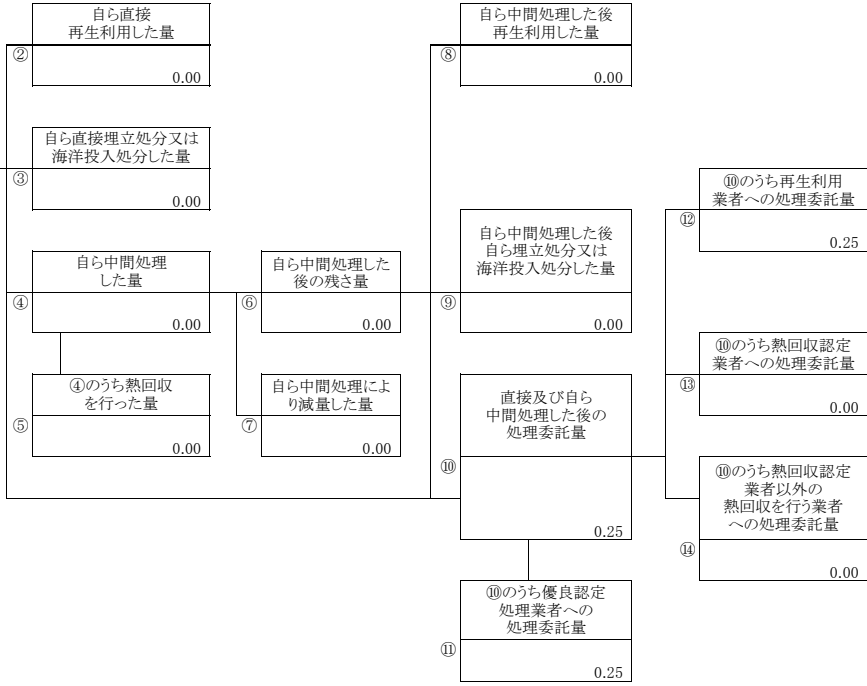 自ら直接
再生利用した量
②
0.00
自ら直接埋立処分又は
海洋投入処分した量
③
0.00
自ら中間処理
した量
④
0.00
④のうち熱回収
を行った量
⑤
0.00
自ら中間処理した
後の残さ量
⑥
0.00
自ら中間処理によ
り減量した量
⑦
0.00
自ら中間処理した後
再生利用した量
⑧
0.00
自ら中間処理した後
自ら埋立処分又は
海洋投入処分した量
⑨
0.00
直接及び自ら
中間処理した後の
処理委託量
⑩
0.25
⑩のうち優良認定
処理業者への
処理委託量
⑪
0.25
⑩のうち再生利用
業者への処理委託量
⑫
0.25
⑩のうち熱回収認定
業者への処理委託量
⑬
0.00
⑩のうち熱回収認定
業者以外の
熱回収を行う業者
への処理委託量
⑭
0.00